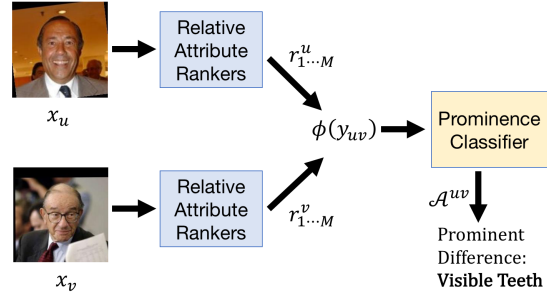 Relative
Attribute
Rankers
r^u_{1⋯M}
x_u
ϕ(y_{uv})
Prominence
Classifier
Relative
Attribute
Rankers
r^v_{1⋯M}
x_v
𝒜^{uv}
Prominent
Difference:
Visible Teeth